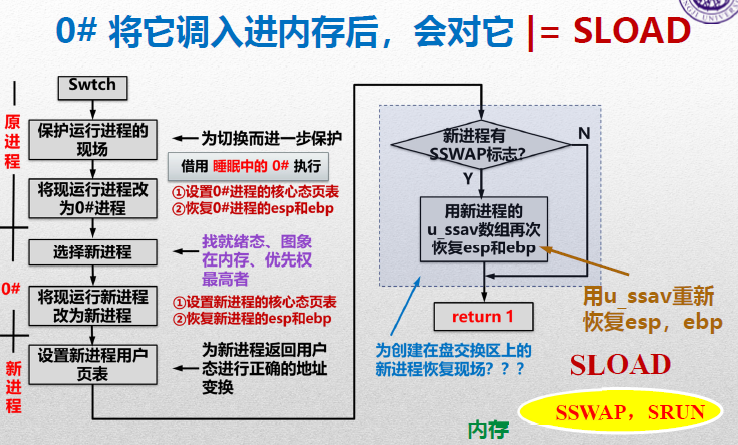 0# 将它调入进内存后，会对它 |= SLOAD
Swtch
原进程
保护运行进程的
现场
为切换而进一步保护
借用 睡眠中的 0# 执行
将现运行进程改
为0#进程
①设置0#进程的核心态页表
②恢复0#进程的esp和ebp
选择新进程
找就绪态、图象
在内存、优先权
最高者
0#
将现运行新进程
改为新进程
①设置新进程的核心态页表
②恢复新进程的esp和ebp
新进程
设置新进程用户
页表
为新进程返回用户
态进行正确的地址
变换
新进程有
SSWAP标志?
N
Y
用新进程的
u_ssav数组再次
恢复esp和ebp
return 1
用u_ssav重新
恢复esp，ebp
为创建在盘交换区上的
新进程恢复现场？？？
SLOAD
SSWAP，SRUN
内存